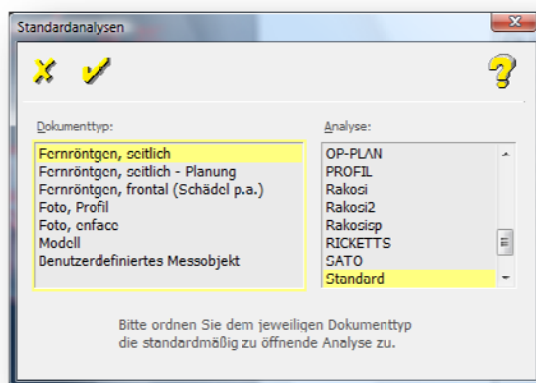 Standardanalysen
Dokumenttyp:
Fernröntgen, seitlich
Fernröntgen, seitlich - Planung
Fernröntgen, frontal (Schädel p.a.)
Foto, Profil
Foto, enface
Modell
Benutzerdefiniertes Messobjekt
Analyse:
OP-PLAN
PROFIL
Rakosi
Rakosi2
Rakosisp
RICKETTS
SATO
Standard
Bitte ordnen Sie dem jeweiligen Dokumenttyp
die standardmäßig zu öffnende Analyse zu.